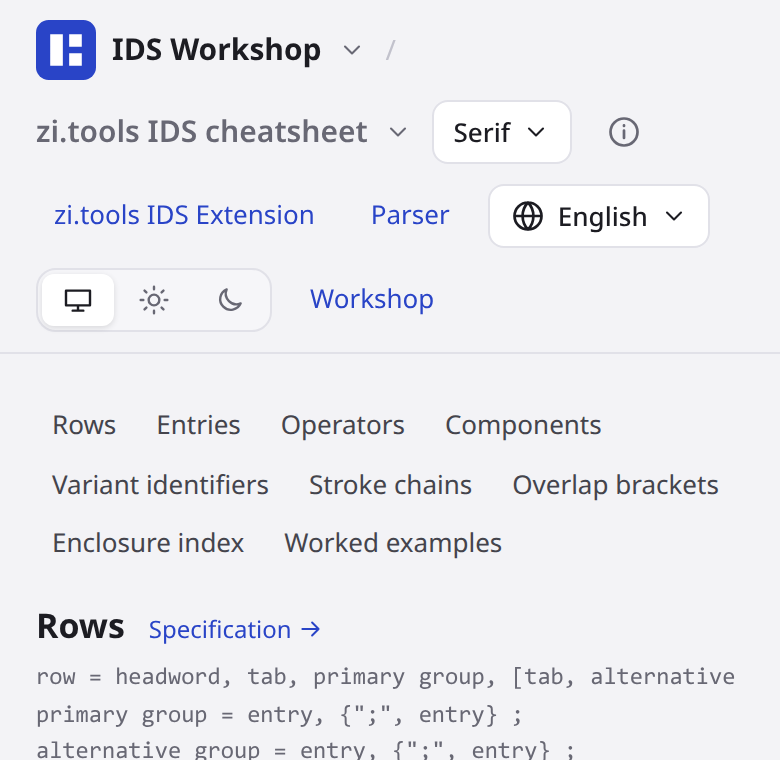 IDS Workshop /
zi.tools IDS cheatsheet Serif
zi.tools IDS Extension Parser English
Workshop
Rows Entries Operators Components
Variant identifiers Stroke chains Overlap brackets
Enclosure index Worked examples
Rows Specification →
row = headword, tab, primary group, [tab, alternative
primary group = entry, {";", entry} ;
alternative group = entry, {";", entry} ;